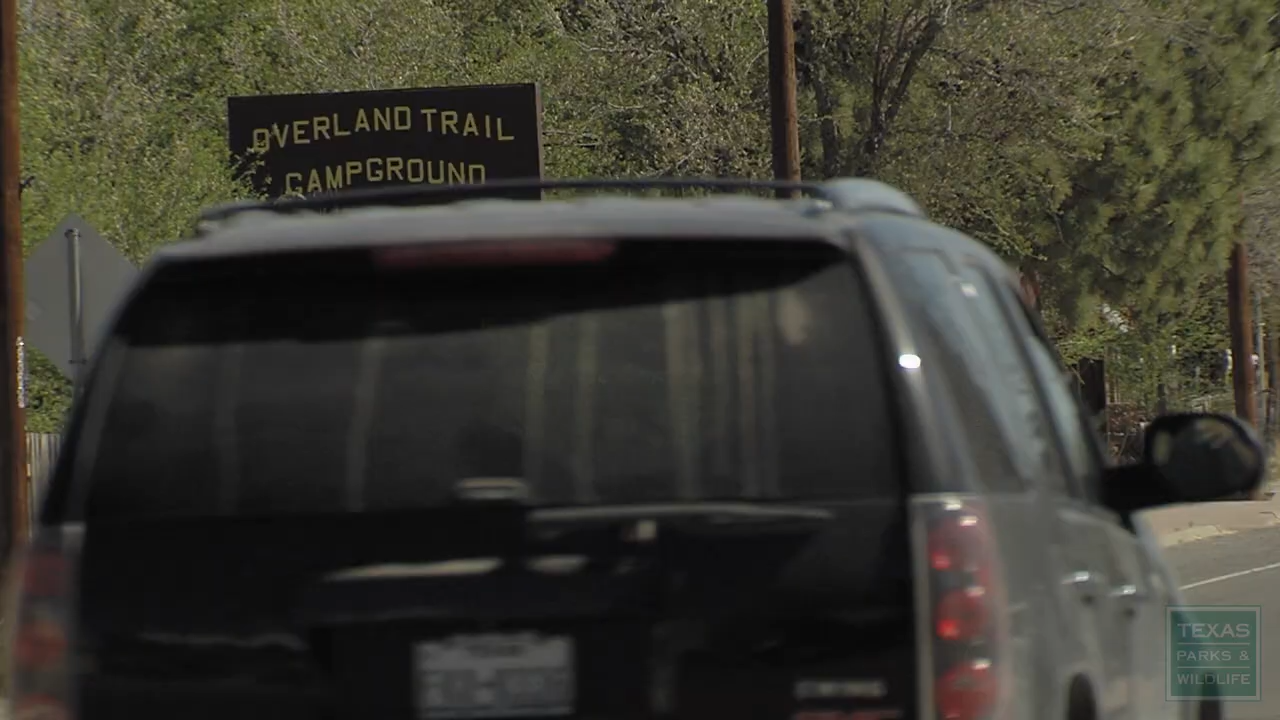 OVERLAND TRAIL
CAMPGROUND
TEXAS
PARKS &
WILDLIFE